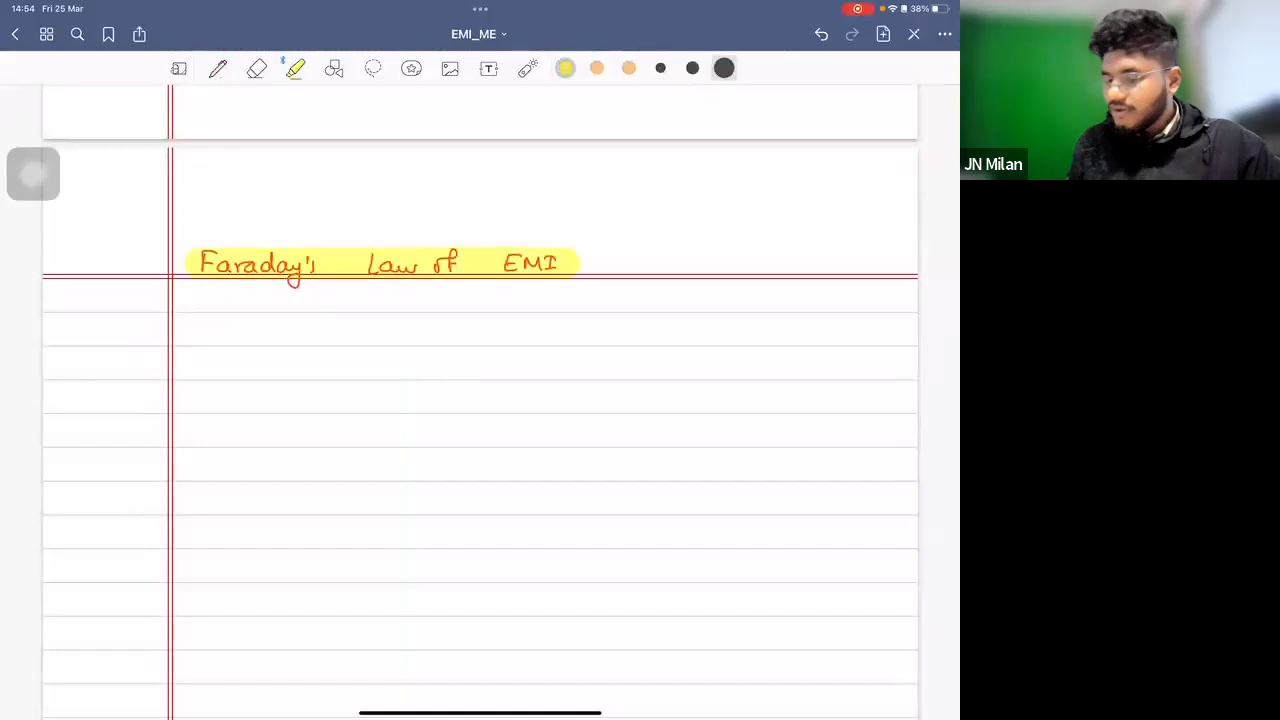 14:54 Fri 25 Mar
38%
EMI_ME
T
JN Milan
Faraday's Law of EMI